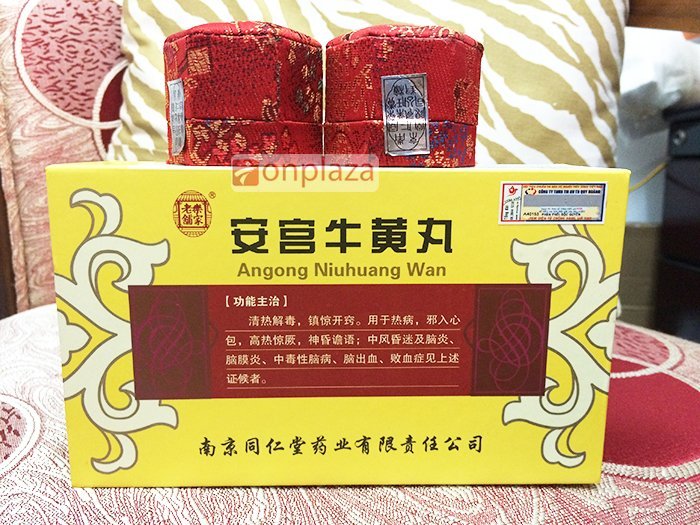 onplaza
老樂
舖家
安宫牛黄丸
Angong Niuhuang Wan
【功能主治】
清热解毒，镇惊开窍。用于热病，邪入心
包，高热惊厥，神昏谵语；中风昏迷及脑炎、
脑膜炎、中毒性脑病、脑出血、败血症见上述
证候者。
南京同仁堂药业有限责任公司